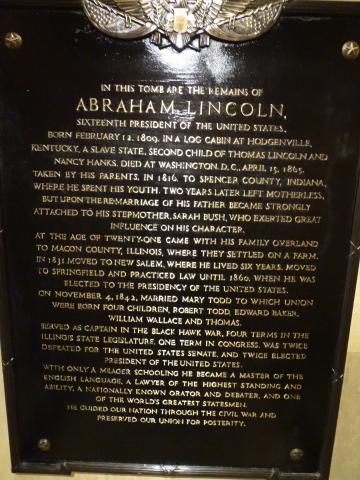 IN THIS TOMB ARE THE REMAINS OF
ABRAHAM LINCOLN,
SIXTEENTH PRESIDENT OF THE UNITED STATES.
BORN FEBRUARY 12, 1809, IN A LOG CABIN AT HODGENVILLE,
KENTUCKY, A SLAVE STATE, SECOND CHILD OF THOMAS LINCOLN AND
NANCY HANKS. DIED AT WASHINGTON, D.C., APRIL 15, 1865.
TAKEN BY HIS PARENTS, IN 1816, TO SPENCER COUNTY, INDIANA,
WHERE HE SPENT HIS YOUTH. TWO YEARS LATER LEFT MOTHERLESS,
BUT UPON THE REMARRIAGE OF HIS FATHER BECAME STRONGLY
ATTACHED TO HIS STEPMOTHER, SARAH BUSH, WHO EXERTED GREAT
INFLUENCE ON HIS CHARACTER.
AT THE AGE OF TWENTY-ONE CAME WITH HIS FAMILY OVERLAND
TO MACON COUNTY, ILLINOIS, WHERE THEY SETTLED ON A FARM.
IN 1831 MOVED TO NEW SALEM, WHERE HE LIVED SIX YEARS. MOVED
TO SPRINGFIELD AND PRACTICED LAW UNTIL 1860, WHEN HE WAS
ELECTED TO THE PRESIDENCY OF THE UNITED STATES.
ON NOVEMBER 4, 1842, MARRIED MARY TODD TO WHICH UNION
WERE BORN FOUR CHILDREN, ROBERT TODD, EDWARD BAKER,
WILLIAM WALLACE AND THOMAS.
SERVED AS CAPTAIN IN THE BLACK HAWK WAR, FOUR TERMS IN THE
ILLINOIS STATE LEGISLATURE, ONE TERM IN CONGRESS, WAS TWICE
DEFEATED FOR THE UNITED STATES SENATE, AND TWICE ELECTED
PRESIDENT OF THE UNITED STATES.
WITH ONLY A MEAGER SCHOOLING HE BECAME A MASTER OF THE
ENGLISH LANGUAGE, A LAWYER OF THE HIGHEST STANDING AND
ABILITY, A NATIONALLY KNOWN ORATOR AND DEBATER, AND ONE
OF THE WORLD'S GREATEST STATESMEN.
HE GUIDED OUR NATION THROUGH THE CIVIL WAR AND
PRESERVED OUR UNION FOR POSTERITY.